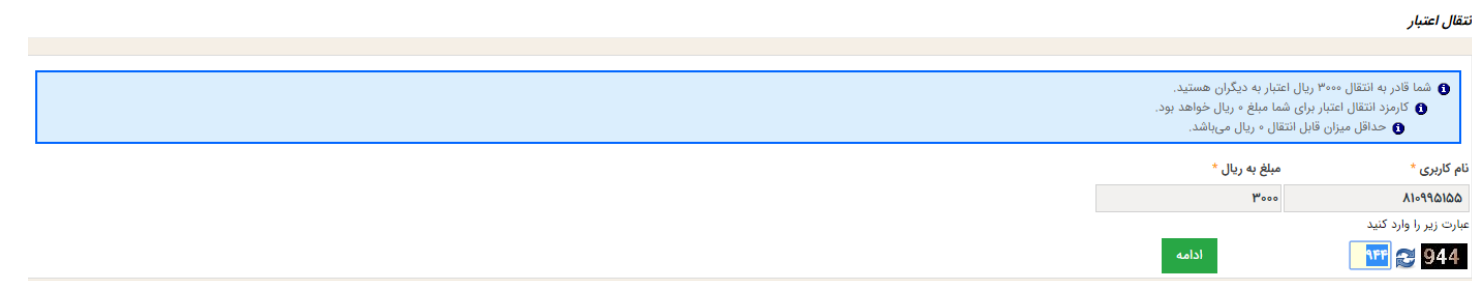 نتقال اعتبار
شما قادر به انتقال ۳۰۰۰ ریال اعتبار به دیگران هستید.
کارمزد انتقال اعتبار برای شما مبلغ ۰ ریال خواهد بود.
حداقل میزان قابل انتقال ۰ ریال می‌باشد.
نام کاربری * مبلغ به ریال *
۸۱۰۹۹۵۱۵۵ ۳۰۰۰
عبارت زیر را وارد کنید
944 ۹۴۴ ادامه